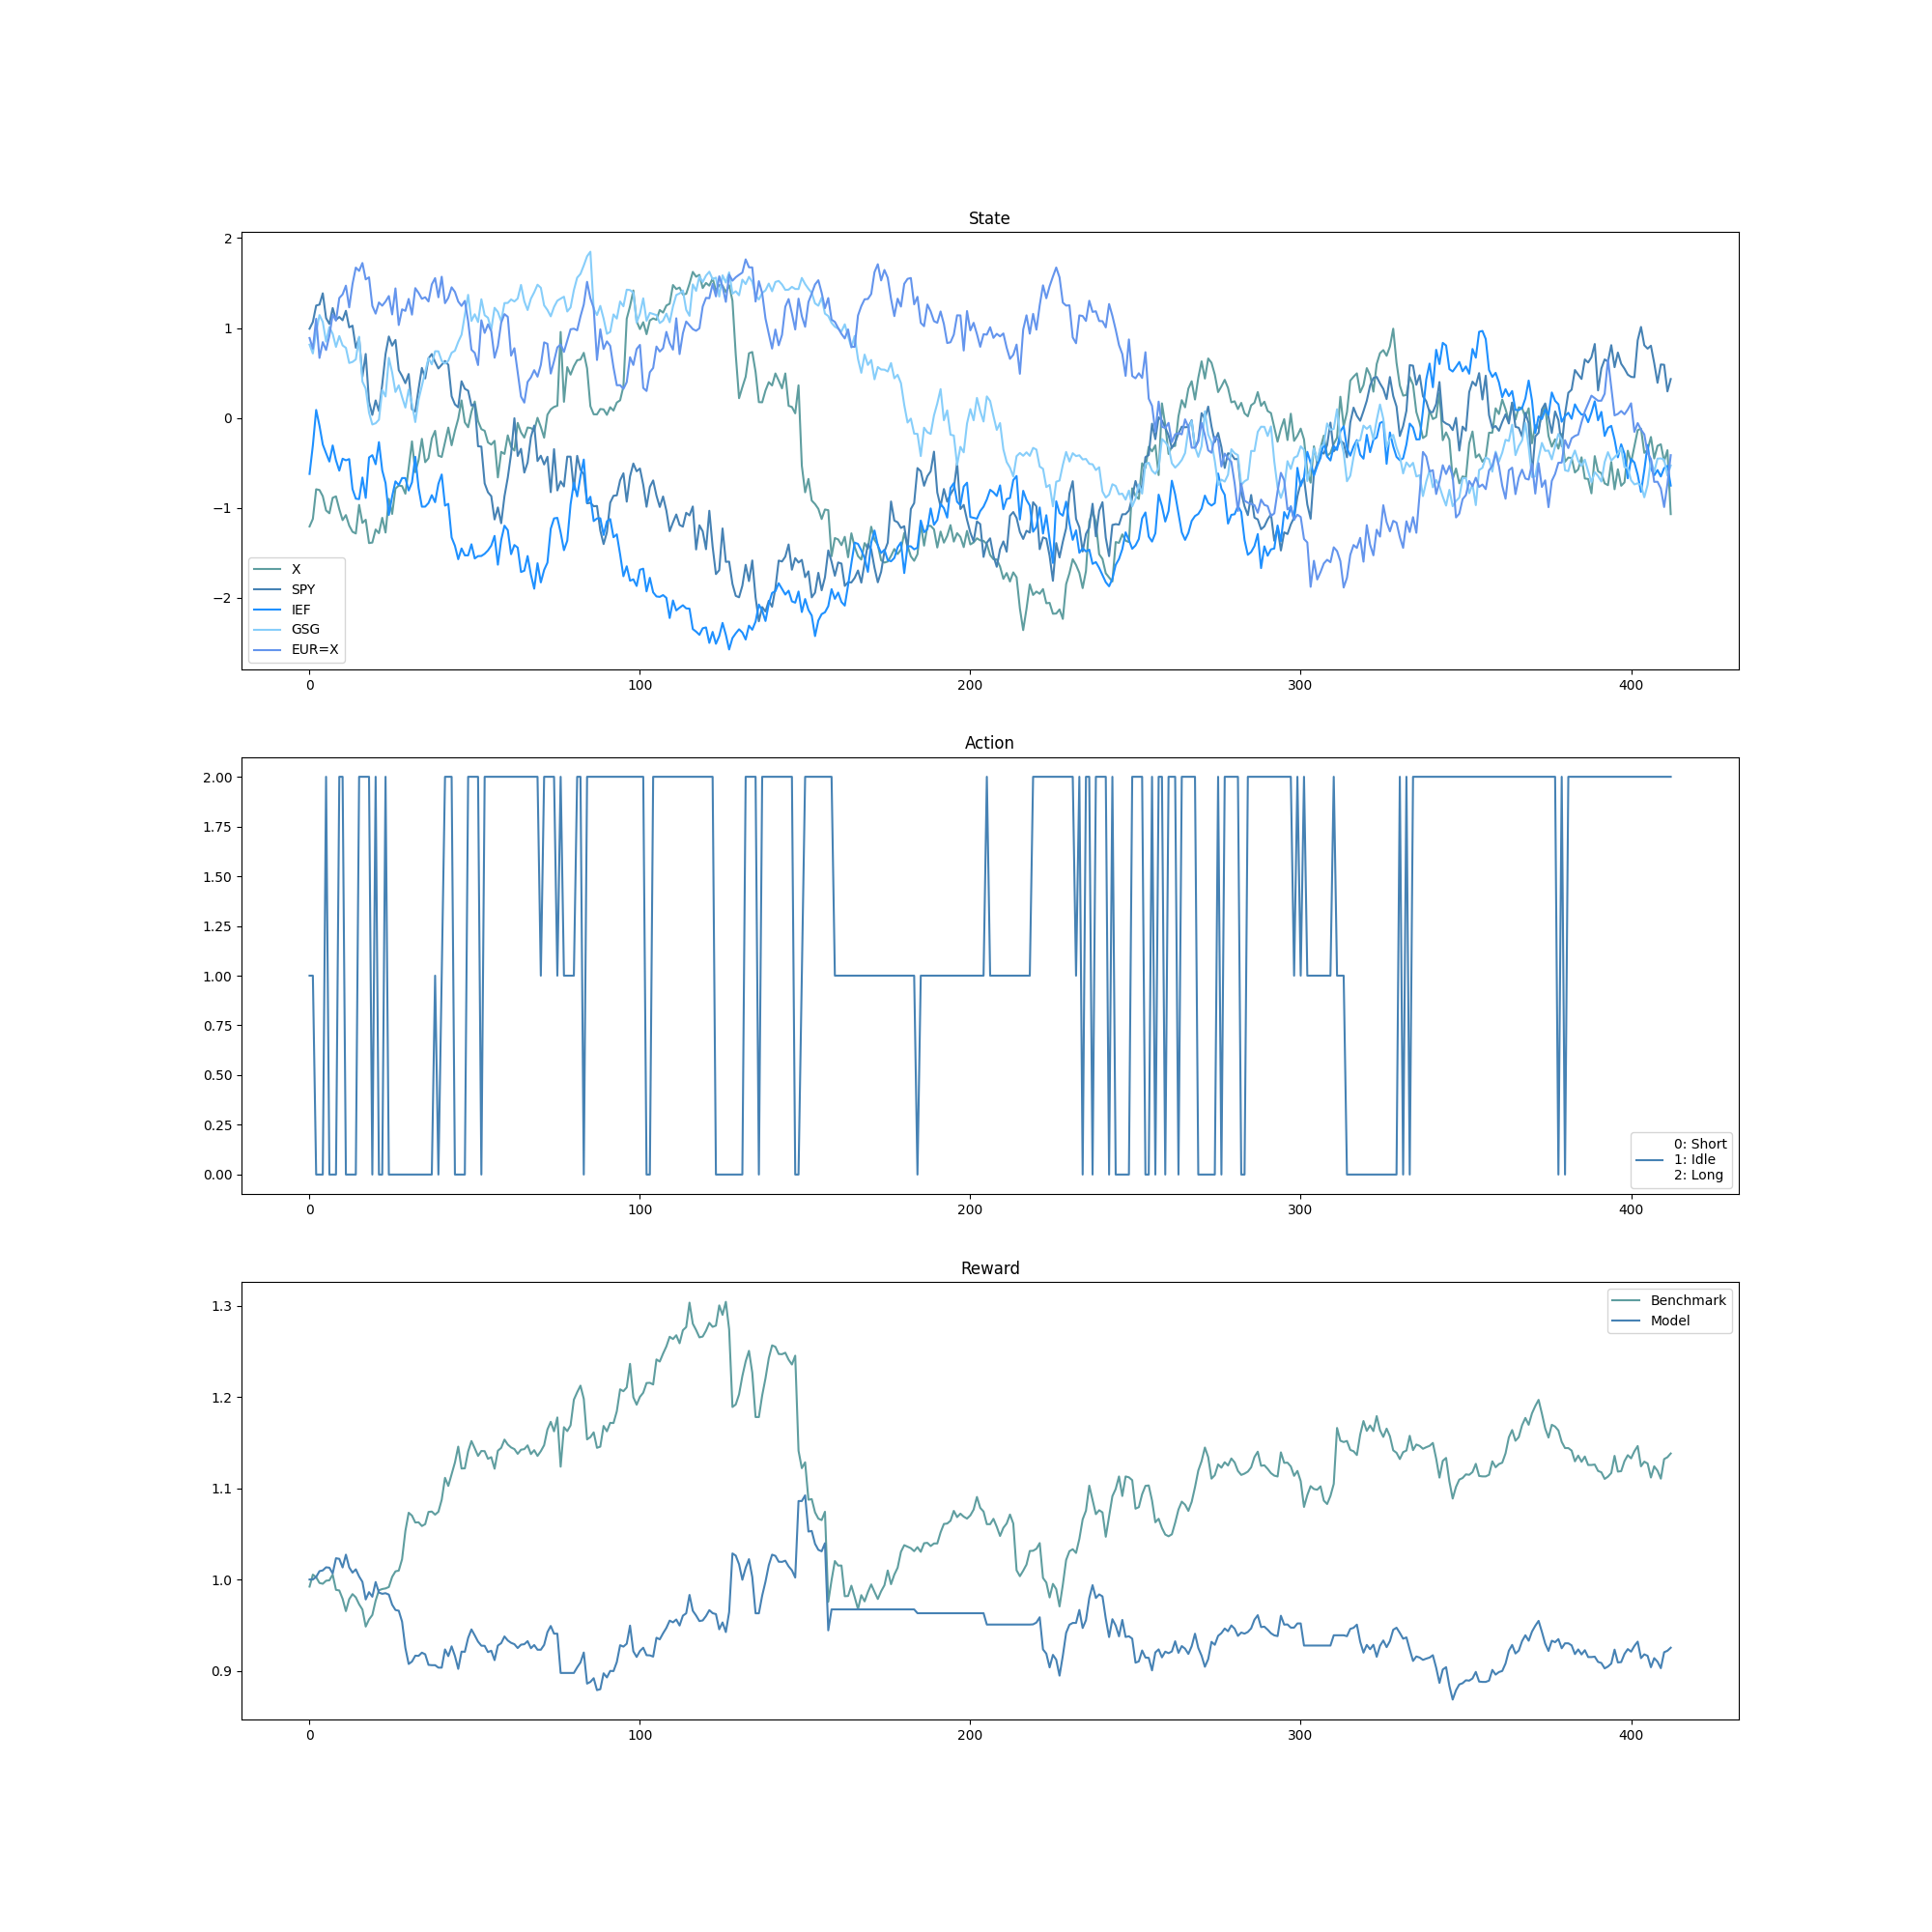 State
2
1
0
−1
−2
X
SPY
IEF
GSG
EUR=X
0 100 200 300 400
Action
2.00
1.75
1.50
1.25
1.00
0.75
0.50
0.25
0.00
0: Short
1: Idle
2: Long
0 100 200 300 400
Reward
1.3
1.2
1.1
1.0
0.9
Benchmark
Model
0 100 200 300 400